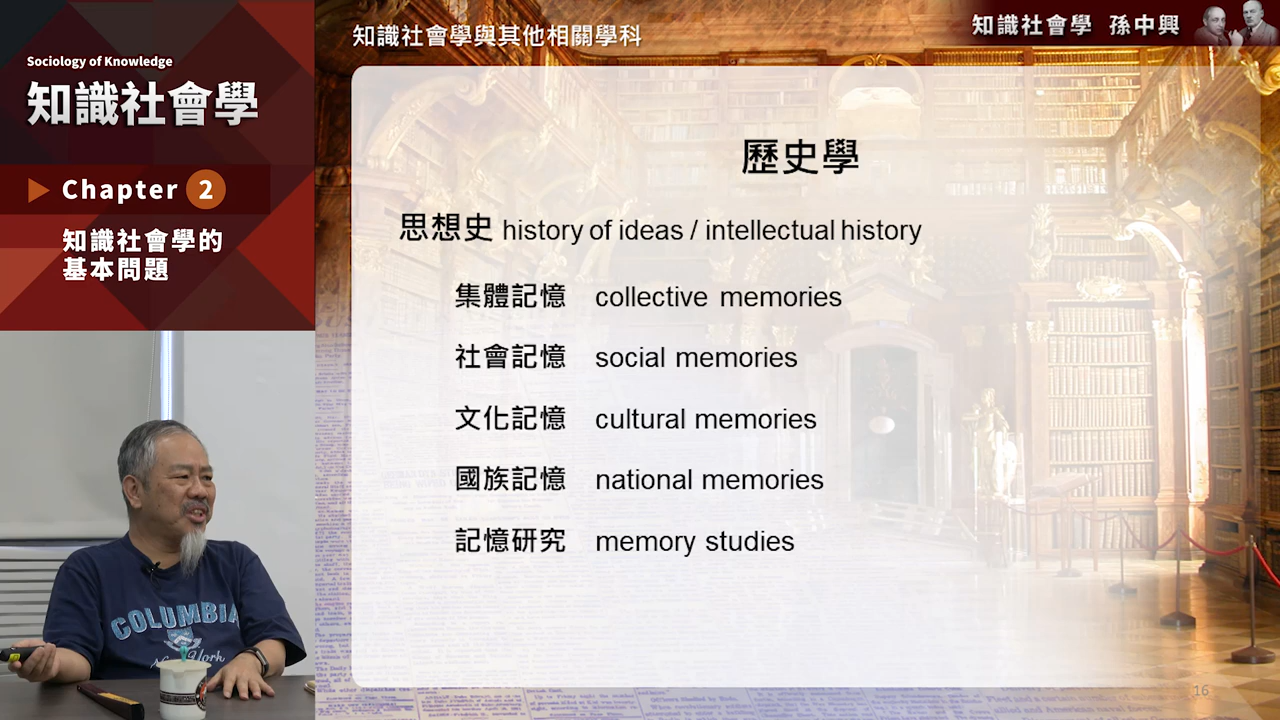 Sociology of Knowledge
知識社會學
Chapter 2
知識社會學的
基本問題
知識社會學與其他相關學科
知識社會學 孫中興
歷史學
思想史 history of ideas / intellectual history
集體記憶 collective memories
社會記憶 social memories
文化記憶 cultural memories
國族記憶 national memories
記憶研究 memory studies
16
COLUMBIA
New York